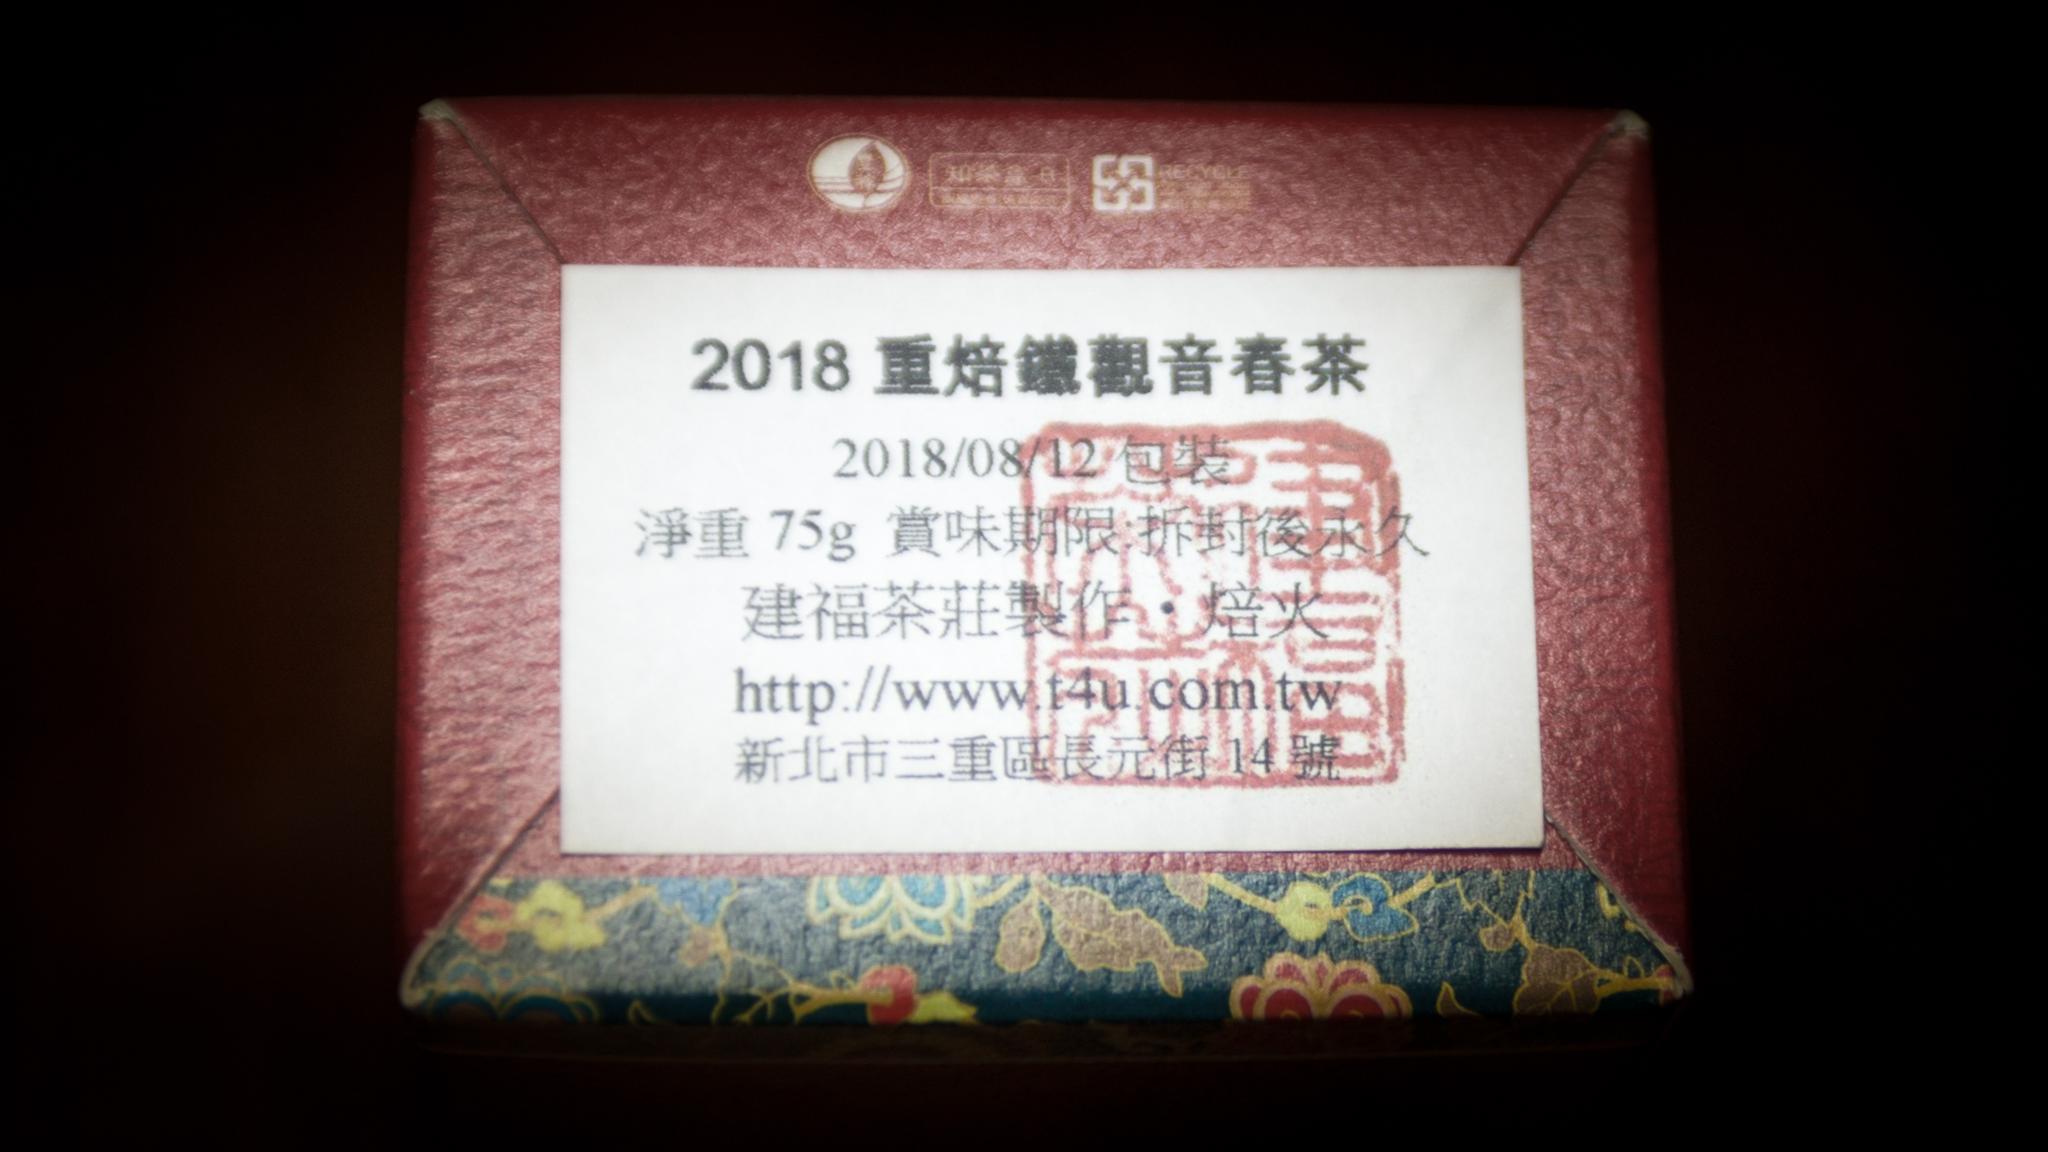 RECYCLE
2018 重焙鐵觀音春茶
2018/08/12 包裝
淨重 75g 賞味期限:拆封後永久
建福茶莊製作・焙火
http://www.t4u.com.tw
新北市三重區長元街 14 號